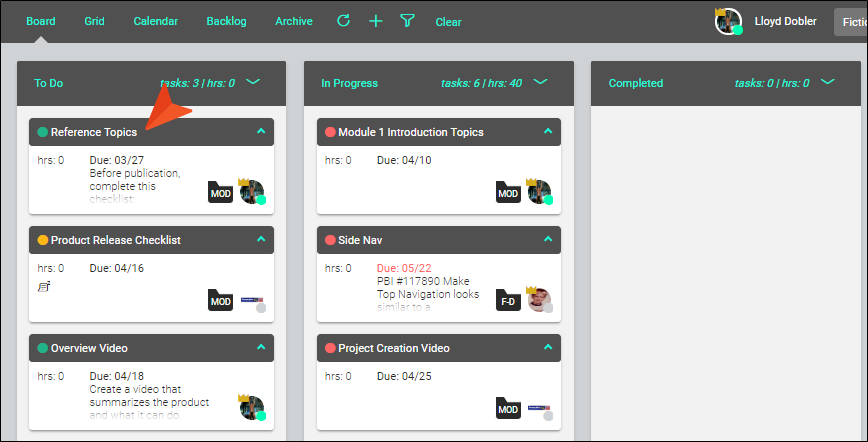 Board Grid Calendar Backlog Archive Clear Lloyd Dobler Fictio
To Do tasks: 3 | hrs: 0
Reference Topics
hrs: 0 Due: 03/27
Before publication,
complete this
checklist:
MOD
Product Release Checklist
hrs: 0 Due: 04/16
MOD
Overview Video
hrs: 0 Due: 04/18
Create a video that
summarizes the product
and what it can do
In Progress tasks: 6 | hrs: 40
Module 1 Introduction Topics
hrs: 0 Due: 04/10
MOD
Side Nav
hrs: 0 Due: 05/22
PBI #117890 Make
Top Navigation looks
similar to a
F-D
Project Creation Video
hrs: 0 Due: 04/25
MOD
Completed tasks: 0 | hrs: 0